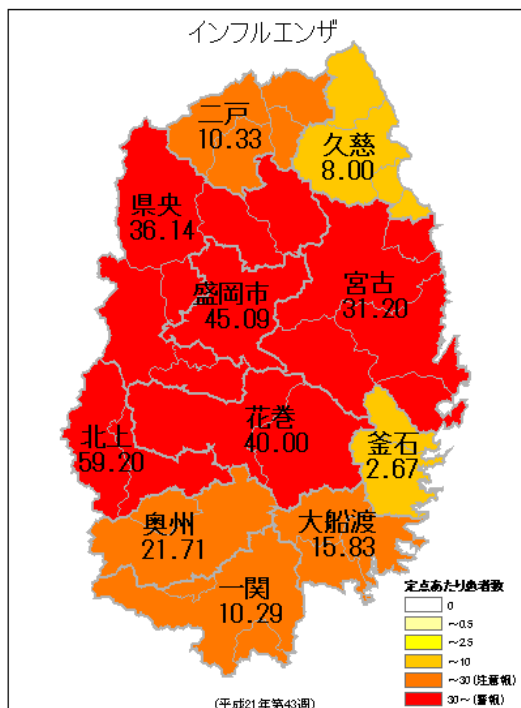 インフルエンザ
二戸
10.33
久慈
8.00
県央
36.14
盛岡市
45.09
宮古
31.20
花巻
40.00
北上
59.20
釜石
2.67
奥州
21.71
大船渡
15.83
一関
10.29
定点あたり患者数
0
～0.5
～2.5
～10
～30(注意報)
30～(警報)
(平成21年第43週)